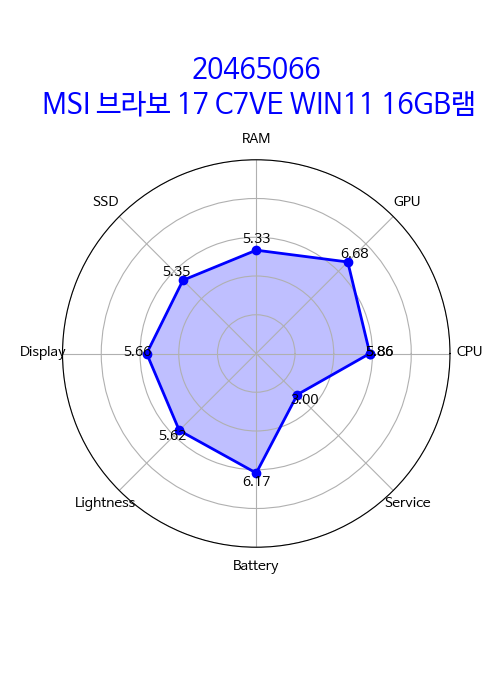 20465066
MSI 브라보 17 C7VE WIN11 16GB램
RAM
SSD
GPU
5.33
6.68
5.35
Display
5.66
5.86
CPU
5.62
3.00
6.17
Lightness
Service
Battery